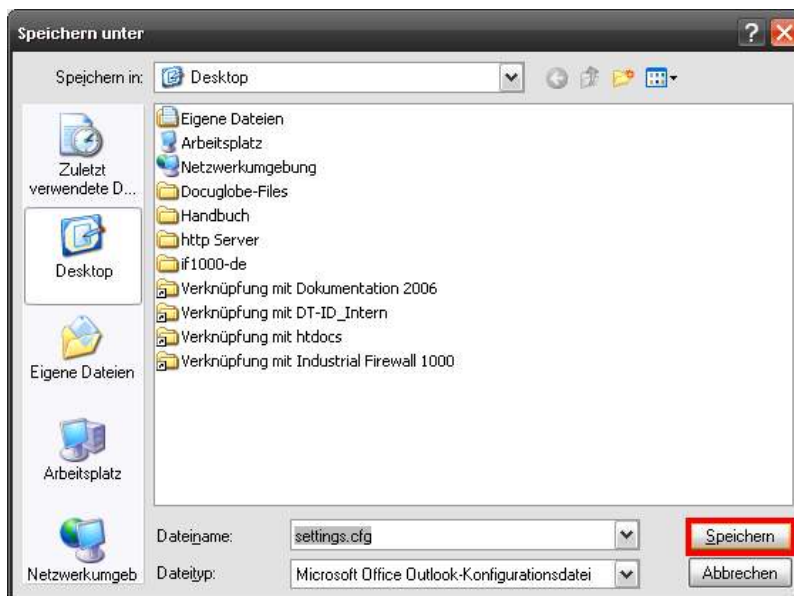 Speichern unter
Speichern in:
Desktop
Zuletzt
verwendete D...
Desktop
Eigene Dateien
Arbeitsplatz
Netzwerkumgeb
Eigene Dateien
Arbeitsplatz
Netzwerkumgebung
Docuglobe-Files
Handbuch
http Server
if1000-de
Verknüpfung mit Dokumentation 2006
Verknüpfung mit DT-ID_Intern
Verknüpfung mit htdocs
Verknüpfung mit Industrial Firewall 1000
Dateiname:
settings.cfg
Speichern
Dateityp:
Microsoft Office Outlook-Konfigurationsdatei
Abbrechen